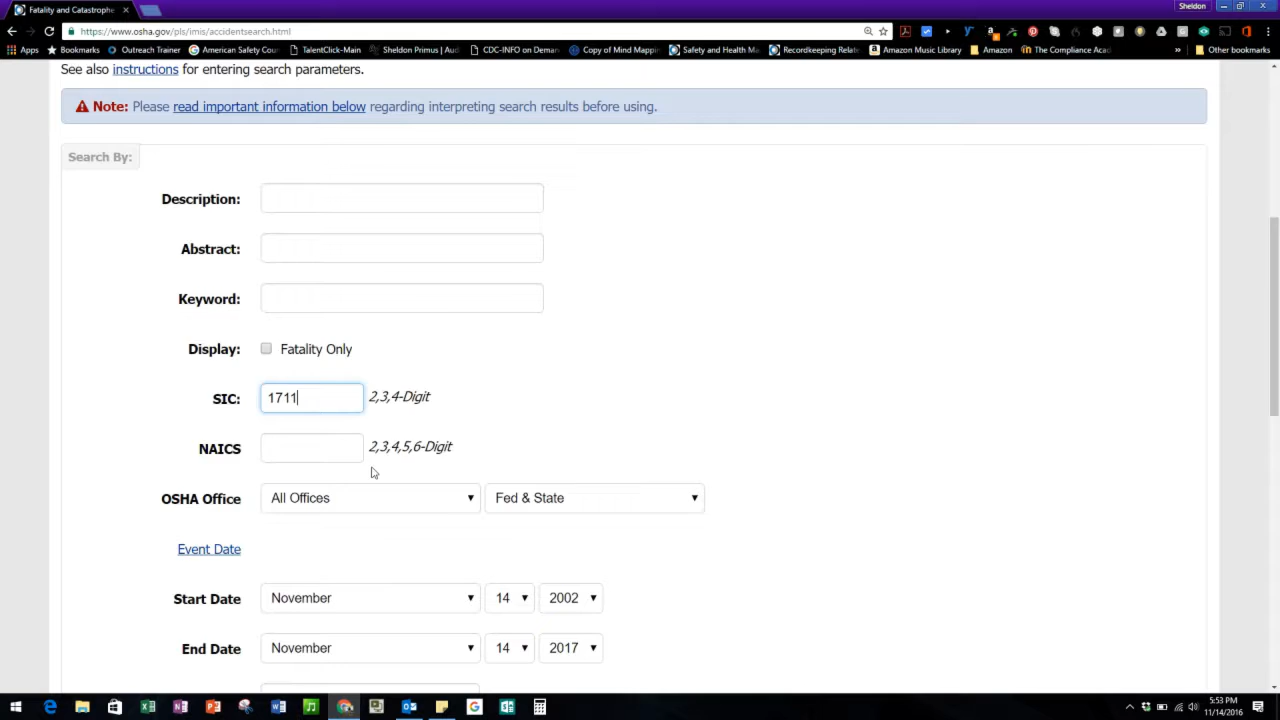 Fatality and Catastrophe
Sheldon
https://www.osha.gov/pls/imis/accidentsearch.html
Apps Bookmarks Outreach Trainer American Safety Cou TalentClick-Main Sheldon Primus | Aud CDC-INFO on Deman Copy of Mind Mappin Safety and Health Ma Recordkeeping Relate Amazon Music Library Amazon The Compliance Acad » Other bookmarks
See also instructions for entering search parameters.
Note: Please read important information below regarding interpreting search results before using.
Search By:
Description:
Abstract:
Keyword:
Display: Fatality Only
SIC: 1711 2,3,4-Digit
NAICS 2,3,4,5,6-Digit
OSHA Office All Offices Fed & State
Event Date
Start Date November 14 2002
End Date November 14 2017
5:53 PM
11/14/2016